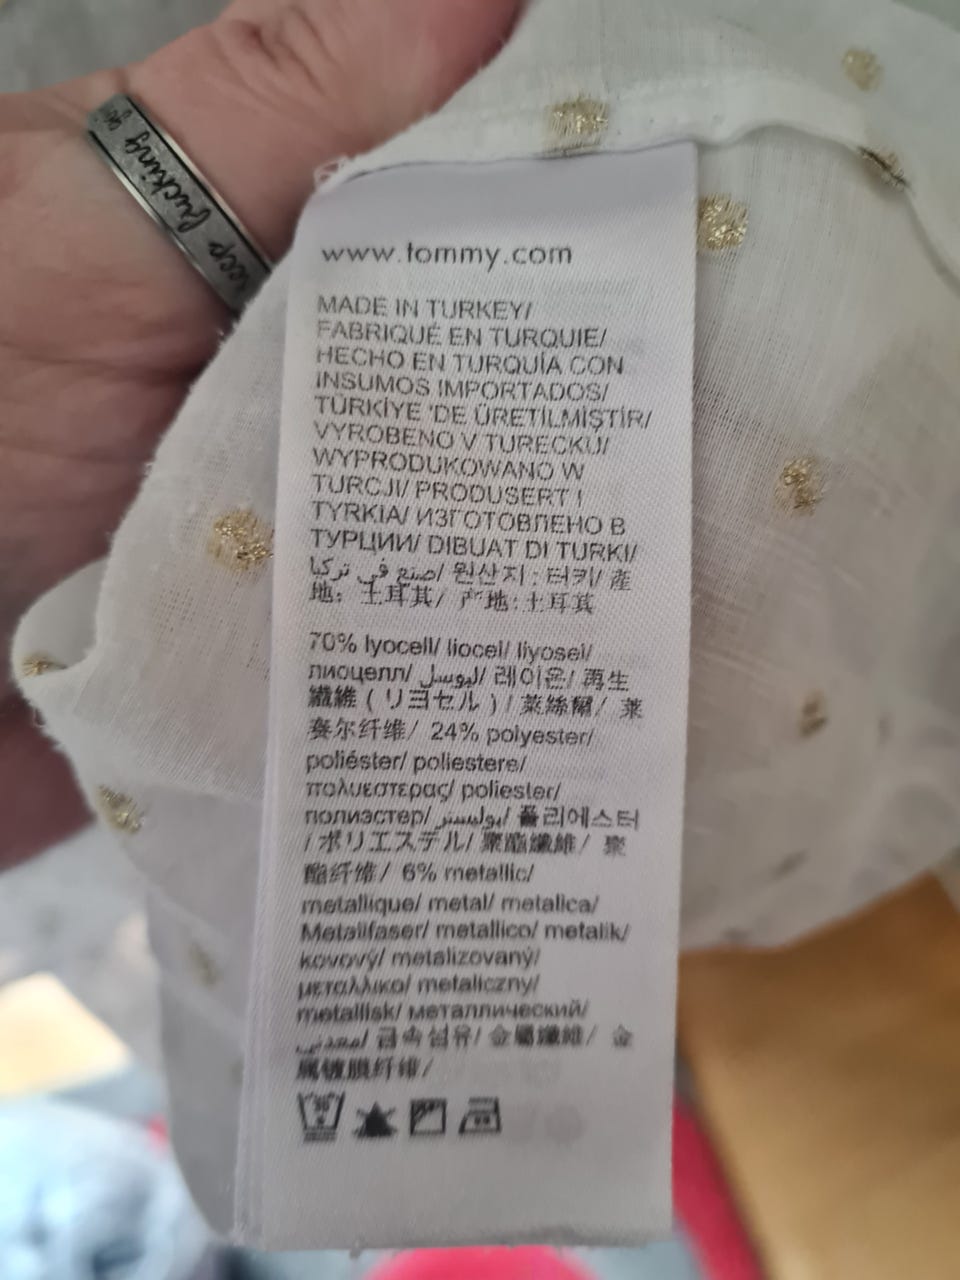 keep fucking go
www.tommy.com
MADE IN TURKEY/
FABRIQUÉ EN TURQUIE/
HECHO EN TURQUÍA CON
INSUMOS IMPORTADOS/
TÜRKİYE 'DE ÜRETİLMİŞTİR/
VYROBENO V TURECKU/
WYPRODUKOWANO W
TURCJI/ PRODUSERT I
TYRKIA/ ИЗГОТОВЛЕНО В
ТУРЦИИ/ DIBUAT DI TURKI/
صنع في تركيا/ 원산지: 터키/ 產
地: 土耳其/ 产地: 土耳其
70% lyocell/ liocel/ liyosel/
лиоцелл/ ليوسل/ 레이온/ 再生
繊維 (リヨセル)/ 萊絲爾/ 莱
赛尔纤维/ 24% polyester/
poliéster/ poliestere/
πολυεστερας/ poliester/
полиэстер/ بوليستر/ 폴리에스터
/ ポリエステル/ 聚酯纖維/ 聚
酯纤维/ 6% metallic/
metallique/ metal/ metalica/
Metallfaser/ metallico/ metalik/
kovový/ metalizovaný/
μεταλλικο/ metaliczny/
metallisk/ металлический/
معدني/ 금속섬유/ 金屬纖維/ 金
属镀膜纤维/
30